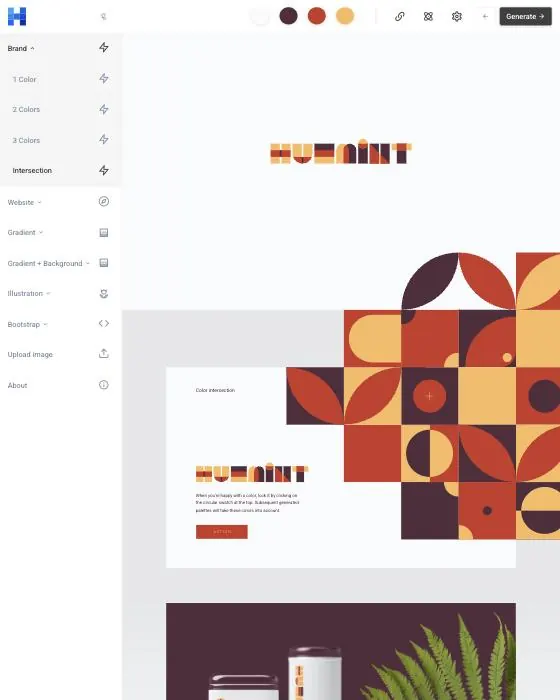 Generate →
Brand
1 Color
2 Colors
3 Colors
Intersection
Website
Gradient
Gradient + Background
Illustration
Bootstrap
Upload image
About
HUEMINT
Color intersection
HUEMINT
When you're happy with a color, lock it by clicking on
the circular swatch at the top. Subsequent generated
palettes will take these colors into account.
BUTTON